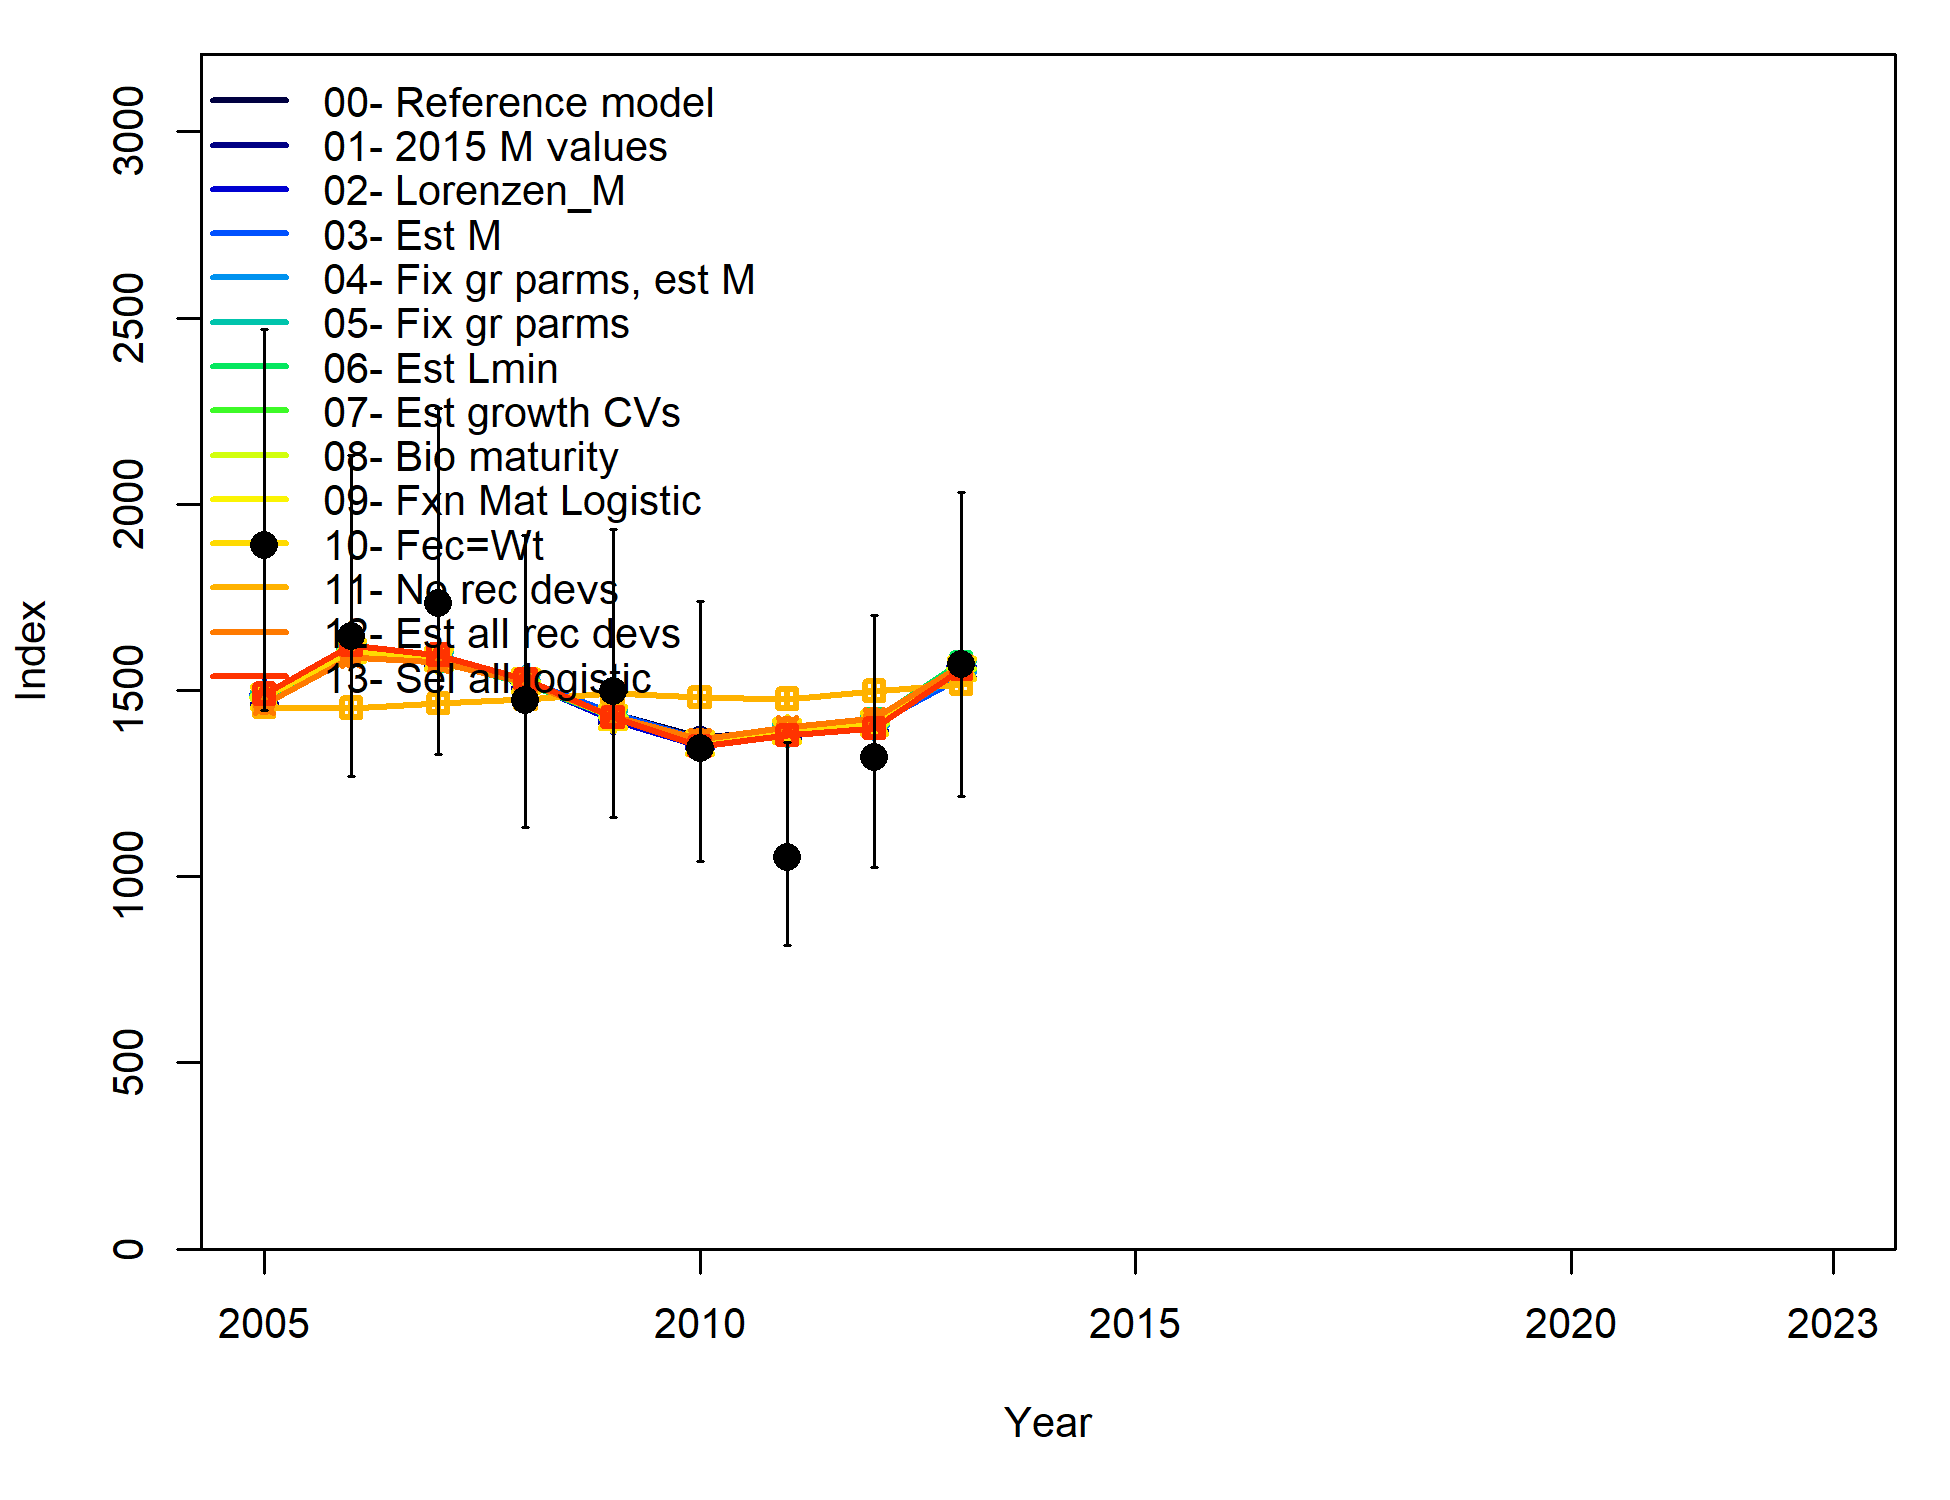 00- Reference model
01- 2015 M values
02- Lorenzen_M
03- Est M
04- Fix gr parms, est M
05- Fix gr parms
06- Est Lmin
07- Est growth CVs
08- Bio maturity
09- Fxn Mat Logistic
10- Fec=Wt
11- No rec devs
12- Est all rec devs
13- Sel all logistic
3000
2500
2000
1500
1000
500
0
Index
2005 2010 2015 2020 2023
Year